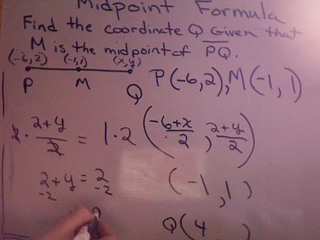 Midpoint Formula
Find the coordinate Q Given that
M is the midpoint of PQ.
(-6,2) (-1,1) (x,y)
P M Q P(-6,2), M(-1,1)
2 · 2+y/2 = 1·2 (-6+x/2, 2+y/2)
2+y = 2 (-1, 1)
-2 -2
Q(4